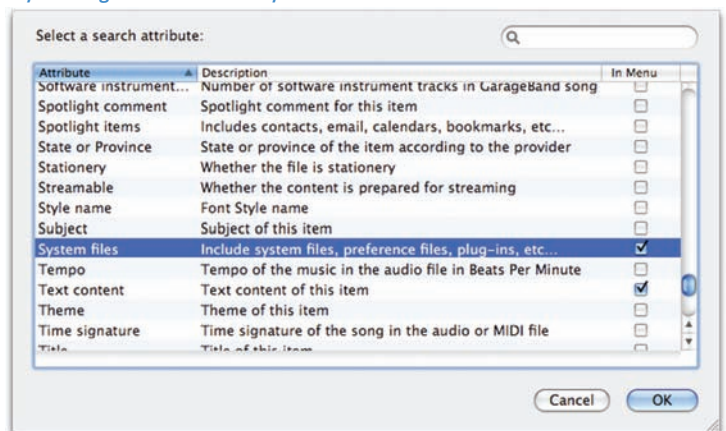 Select a search attribute:
Attribute Description In Menu
Software instrument... Number of software instrument tracks in GarageBand song
Spotlight comment Spotlight comment for this item
Spotlight items Includes contacts, email, calendars, bookmarks, etc...
State or Province State or province of the item according to the provider
Stationery Whether the file is stationery
Streamable Whether the content is prepared for streaming
Style name Font Style name
Subject Subject of this item
System files Include system files, preference files, plug-ins, etc...
Tempo Tempo of the music in the audio file in Beats Per Minute
Text content Text content of this item
Theme Theme of this item
Time signature Time signature of the song in the audio or MIDI file
Title Title of this item
Cancel OK